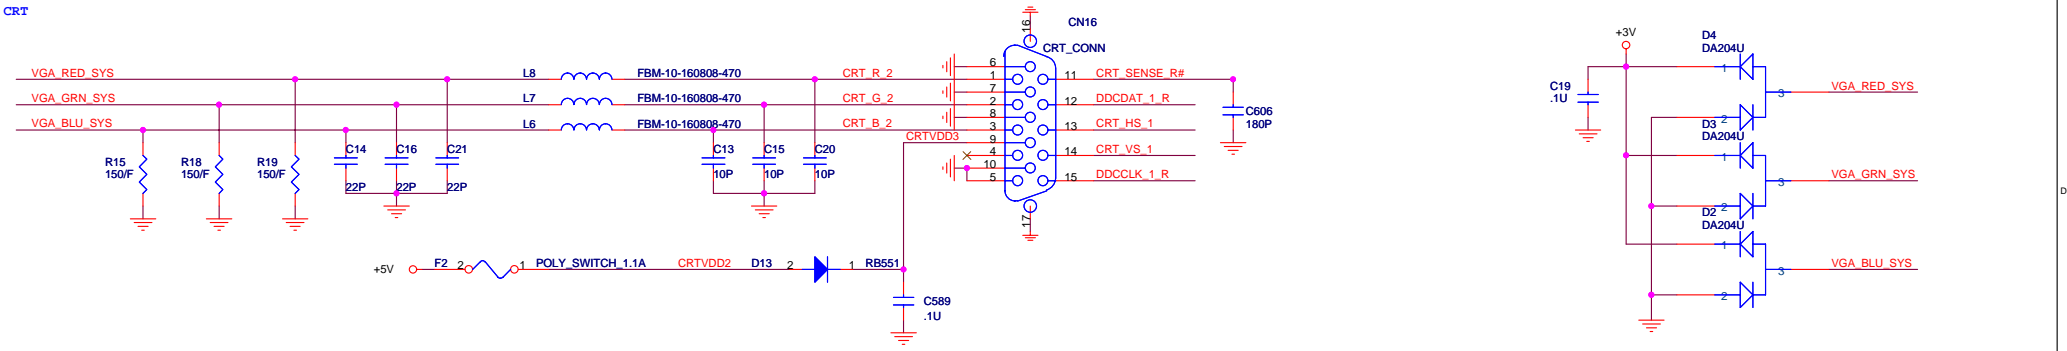 CRT
CN16
CRT_CONN
16
VGA_RED_SYS
L8
FBM-10-160808-470
CRT_R_2
6
1
11
CRT_SENSE_R#
VGA_GRN_SYS
L7
FBM-10-160808-470
CRT_G_2
7
2
12
DDCDAT_1_R
VGA_BLU_SYS
L6
FBM-10-160808-470
CRT_B_2
8
3
13
CRT_HS_1
CRTVDD3
9
4
14
CRT_VS_1
10
5
15
DDCCLK_1_R
17
C606
180P
R15
150/F
R18
150/F
R19
150/F
C14
22P
C16
22P
C21
22P
C13
10P
C15
10P
C20
10P
+5V
F2
2
1
POLY_SWITCH_1.1A
CRTVDD2
D13
2
1
RB551
C589
.1U
+3V
C19
.1U
D4
DA204U
1
3
VGA_RED_SYS
2
D3
DA204U
1
3
VGA_GRN_SYS
2
D2
DA204U
1
3
VGA_BLU_SYS
2
D